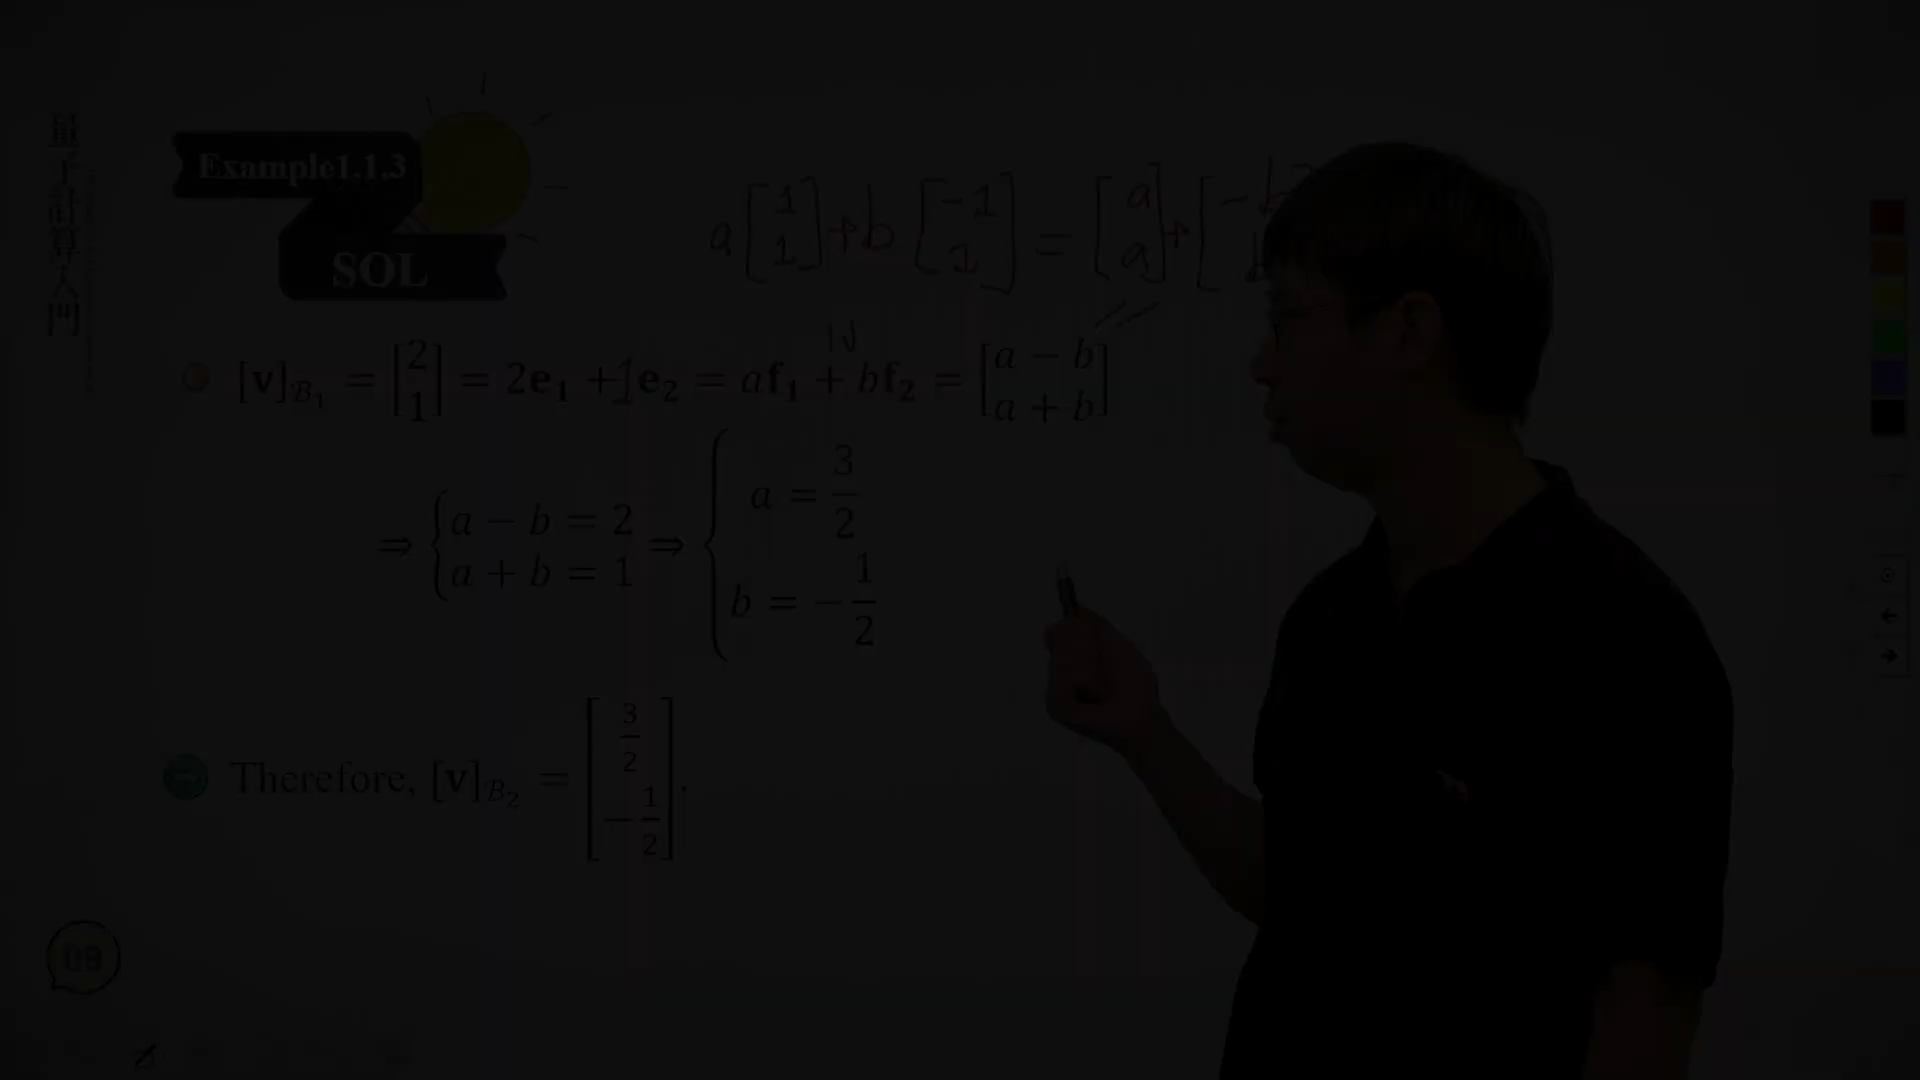 量子計算入門
Example1.1.3
SOL
a [1 1] + b [-1 1] = [a a] + [-b b]
[v]B₁ = [2 1] = 2e₁ + 1e₂ = af₁ + bf₂ = [a − b a + b]
⇒ { a − b = 2 a + b = 1 ⇒ { a = 3/2 b = −1/2
Therefore, [v]B₂ = [3/2 −1/2].
09